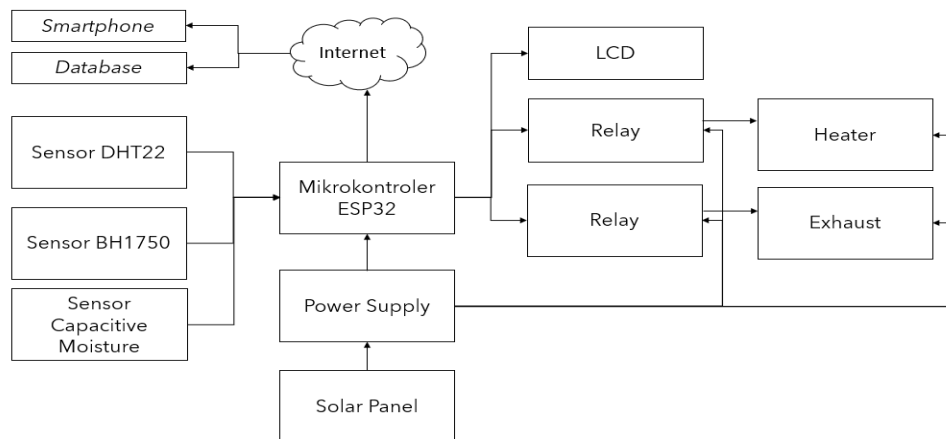 Smartphone
Database
Internet
LCD
Sensor DHT22
Relay
Heater
Mikrokontroler
ESP32
Sensor BH1750
Relay
Exhaust
Sensor
Capacitive
Moisture
Power Supply
Solar Panel